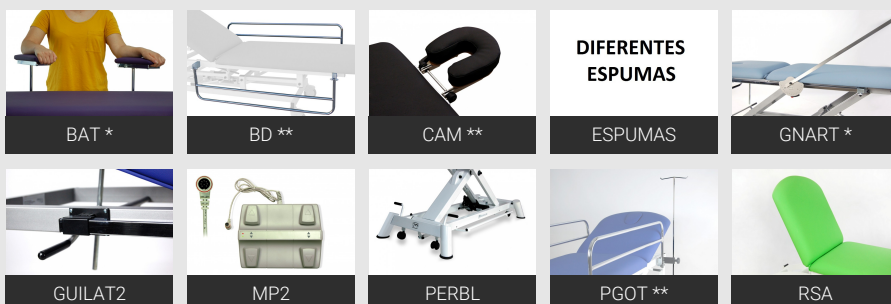 DIFERENTES
ESPUMAS
BAT *
BD **
CAM **
ESPUMAS
GNART *
GUILAT2
MP2
PERBL
PGOT **
RSA